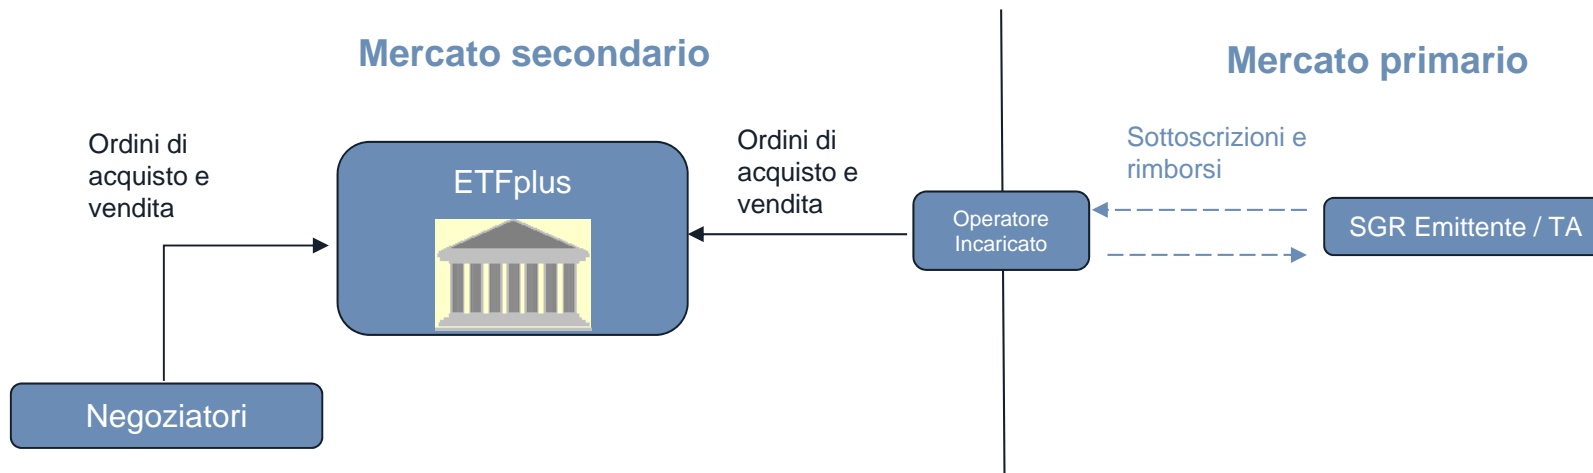 Mercato secondario
Mercato primario
Ordini di
acquisto e
vendita
ETFplus
Ordini di
acquisto e
vendita
Sottoscrizioni e
rimborsi
Operatore
Incaricato
SGR Emittente / TA
Negoziatori